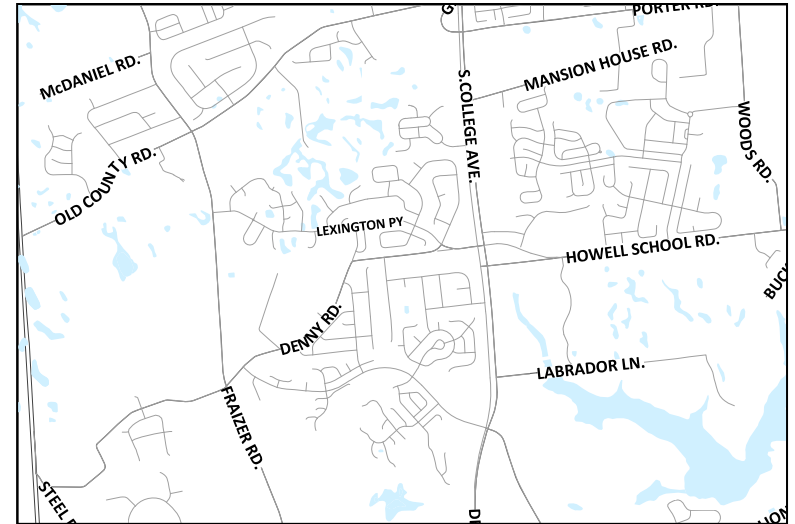 PORTER RD.
McDANIEL RD.
MANSION HOUSE RD.
S.COLLEGE AVE.
WOODS RD.
OLD COUNTY RD.
LEXINGTON PY
HOWELL SCHOOL RD.
DENNY RD.
LABRADOR LN.
FRAIZER RD.
STEEL